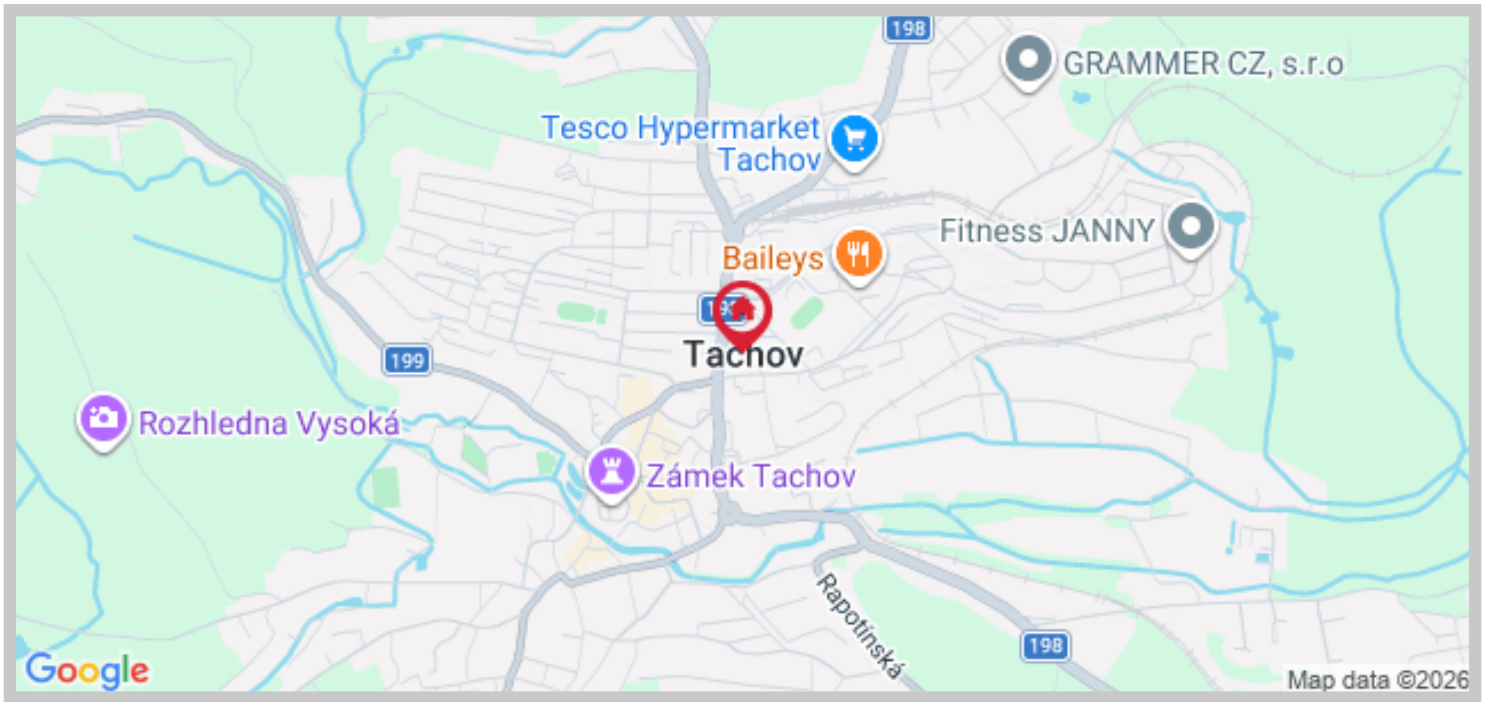 198
GRAMMER CZ, s.r.o
Tesco Hypermarket
Tachov
Fitness JANNY
Baileys
Tachov
199
Rozhledna Vysoká
Zámek Tachov
Rapotínská
198
Google
Map data ©2026